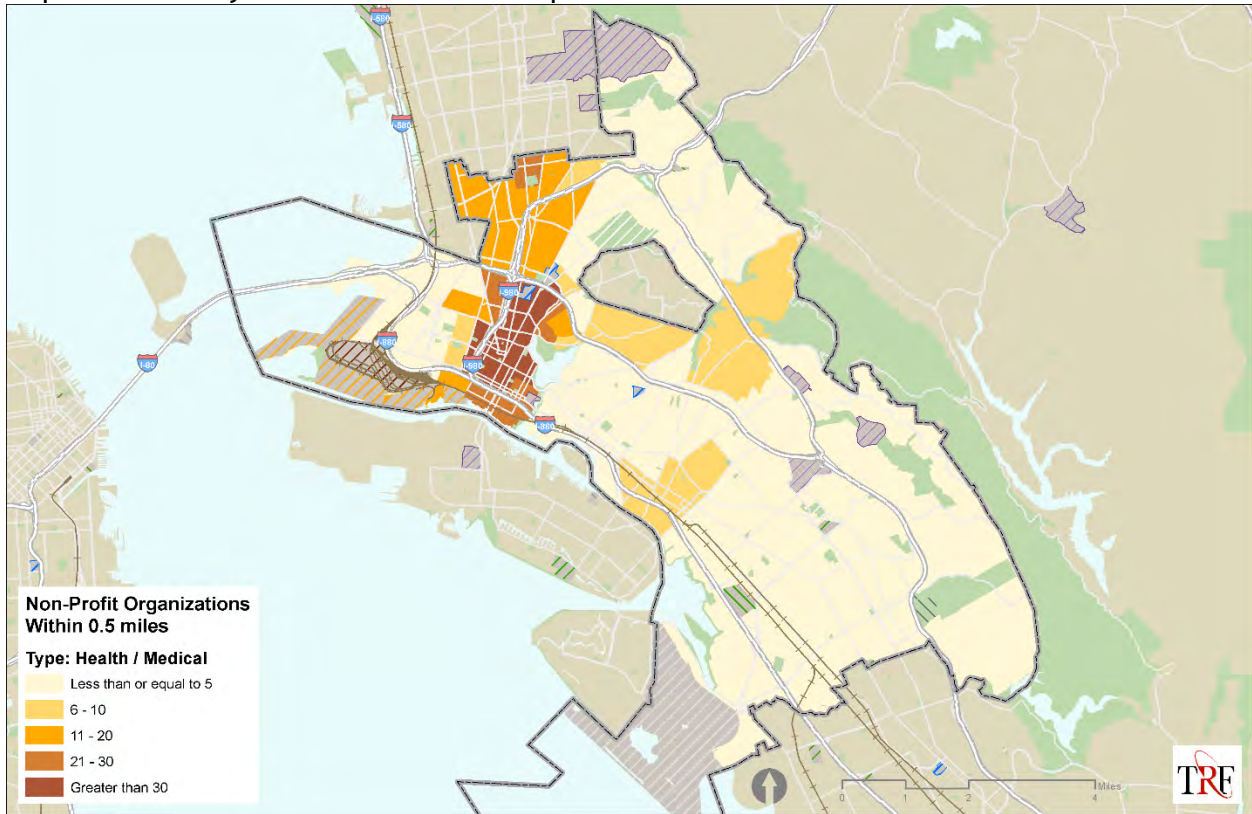 I-580
I-580
I-980
I-880
I-980
I-80
I-880
Non-Profit Organizations
Within 0.5 miles
Type: Health / Medical
Less than or equal to 5
6 - 10
11 - 20
21 - 30
Greater than 30
Miles
0
1
2
4
TRF